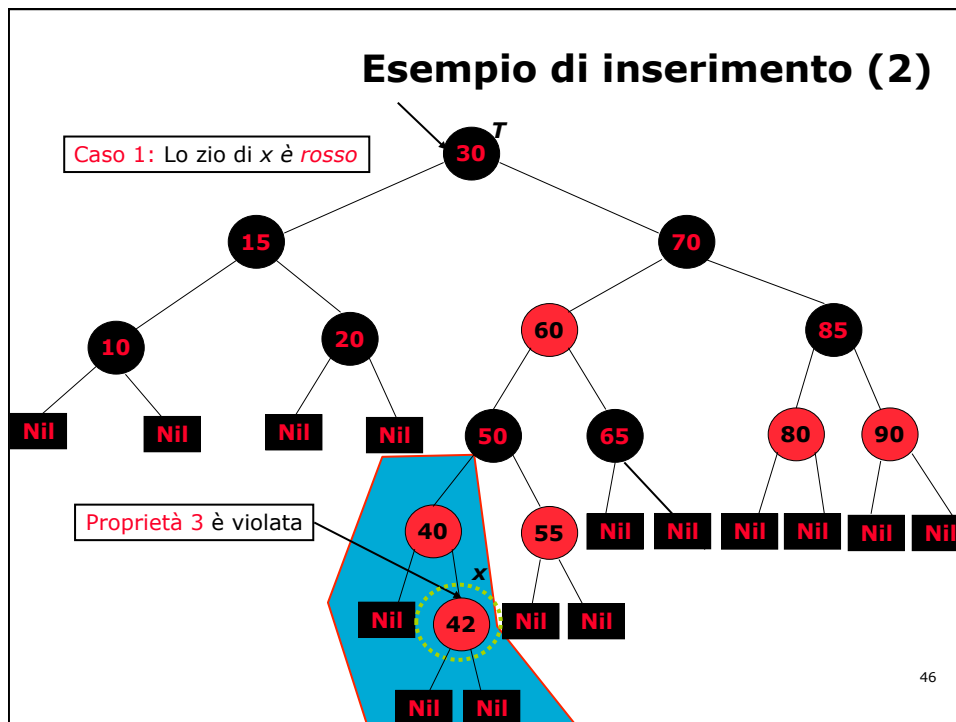 Esempio di inserimento (2)
T
Caso 1: Lo zio di x è rosso
30
15
70
60
85
10
20
Nil
Nil
Nil
Nil
50
65
80
90
Proprietà 3 è violata
40
55
Nil
Nil
Nil
Nil
Nil
Nil
x
Nil
42
Nil
Nil
Nil
Nil
46